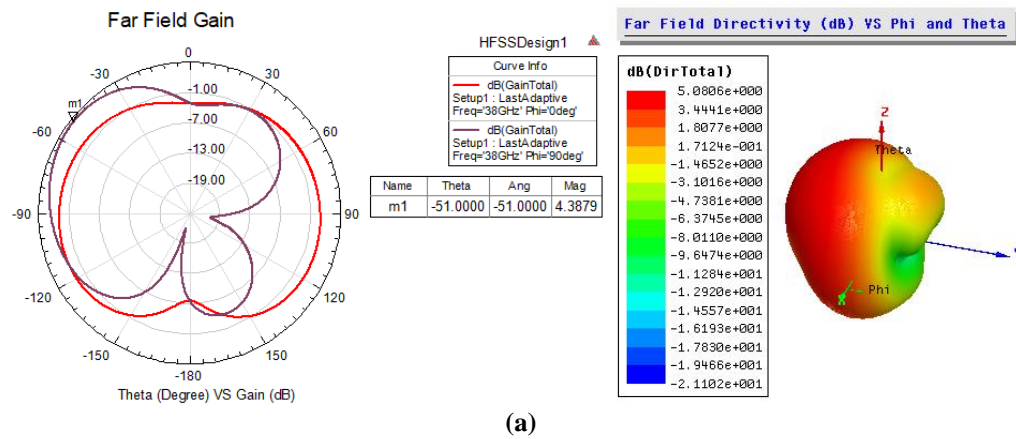 Far Field Gain
HFSSDesign1
0
-30
30
-60
60
-90
90
-120
120
-150
150
-180
-1.00
-7.00
-13.00
-19.00
m1
Theta (Degree) VS Gain (dB)
Curve Info
dB(GainTotal)
Setup1 : LastAdaptive
Freq='38GHz' Phi='0deg'
dB(GainTotal)
Setup1 : LastAdaptive
Freq='38GHz' Phi='90deg'
Name Theta Ang Mag
m1 -51.0000 -51.0000 4.3879
Far Field Directivity (dB) VS Phi and Theta
dB(DirTotal)
5.0806e+000
3.4441e+000
1.8077e+000
1.7124e-001
-1.4652e+000
-3.1016e+000
-4.7381e+000
-6.3745e+000
-8.0110e+000
-9.6474e+000
-1.1284e+001
-1.2920e+001
-1.4557e+001
-1.6193e+001
-1.7830e+001
-1.9466e+001
-2.1102e+001
Z
Theta
Phi
(a)